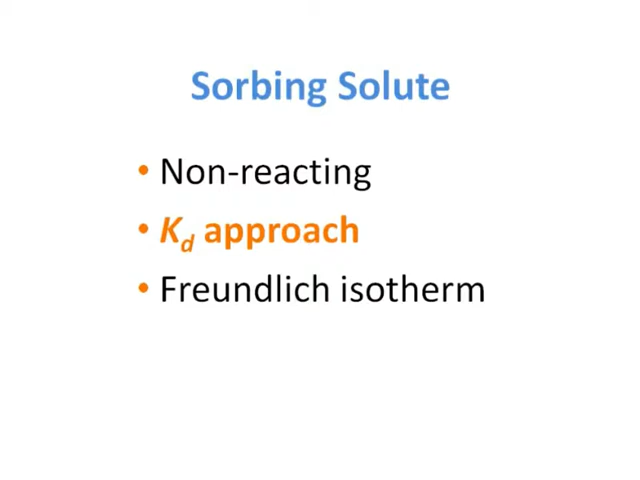 Sorbing Solute
• Non-reacting
• Kd approach
• Freundlich isotherm